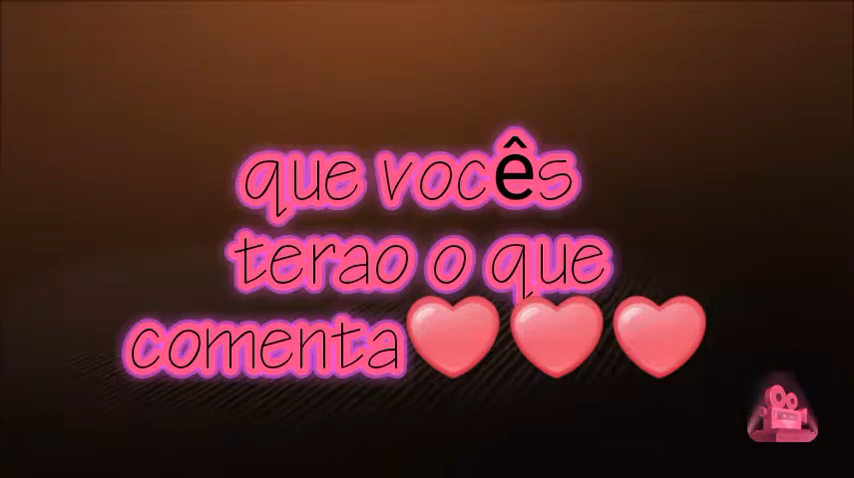 que vocês
terao o que
comenta❤️❤️❤️